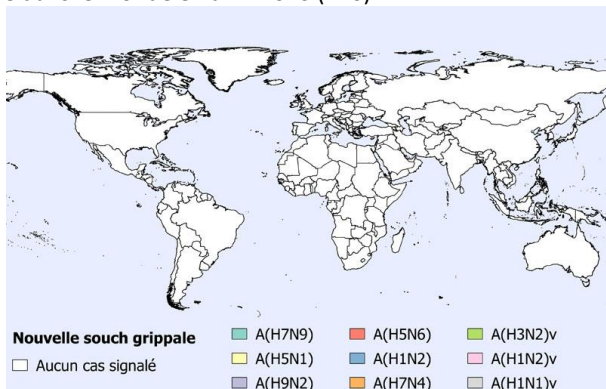 Nouvelle souch grippale
Aucun cas signalé
A(H7N9)
A(H5N6)
A(H3N2)v
A(H5N1)
A(H1N2)
A(H1N2)v
A(H9N2)
A(H7N4)
A(H1N1)v